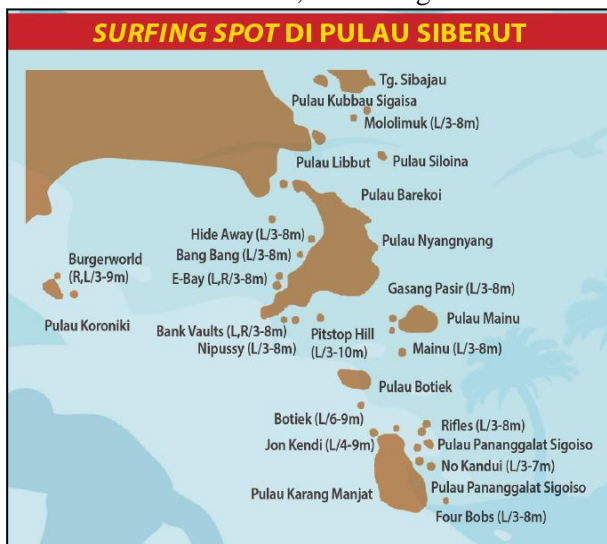 SURFING SPOT DI PULAU SIBERUT
Tg. Sibajau
Pulau Kubbau Sigaisa
Mololimuk (L/3-8m)
Pulau Libbut
Pulau Siloina
Pulau Barekoi
Hide Away (L/3-8m)
Pulau Nyangnyang
Bang Bang (L/3-8m)
Burgerworld
(R,L/3-9m)
E-Bay (L,R/3-8m)
Gasang Pasir (L/3-8m)
Pulau Koroniki
Bank Vaults (L,R/3-8m)
Nipussy (L/3-8m)
Pitstop Hill
(L/3-10m)
Pulau Mainu
Mainu (L/3-8m)
Pulau Botiek
Botiek (L/6-9m)
Rifles (L/3-8m)
Jon Kendi (L/4-9m)
Pulau Pananggalat Sigoiso
No Kandui (L/3-7m)
Pulau Karang Manjat
Pulau Pananggalat Sigoiso
Four Bobs (L/3-8m)